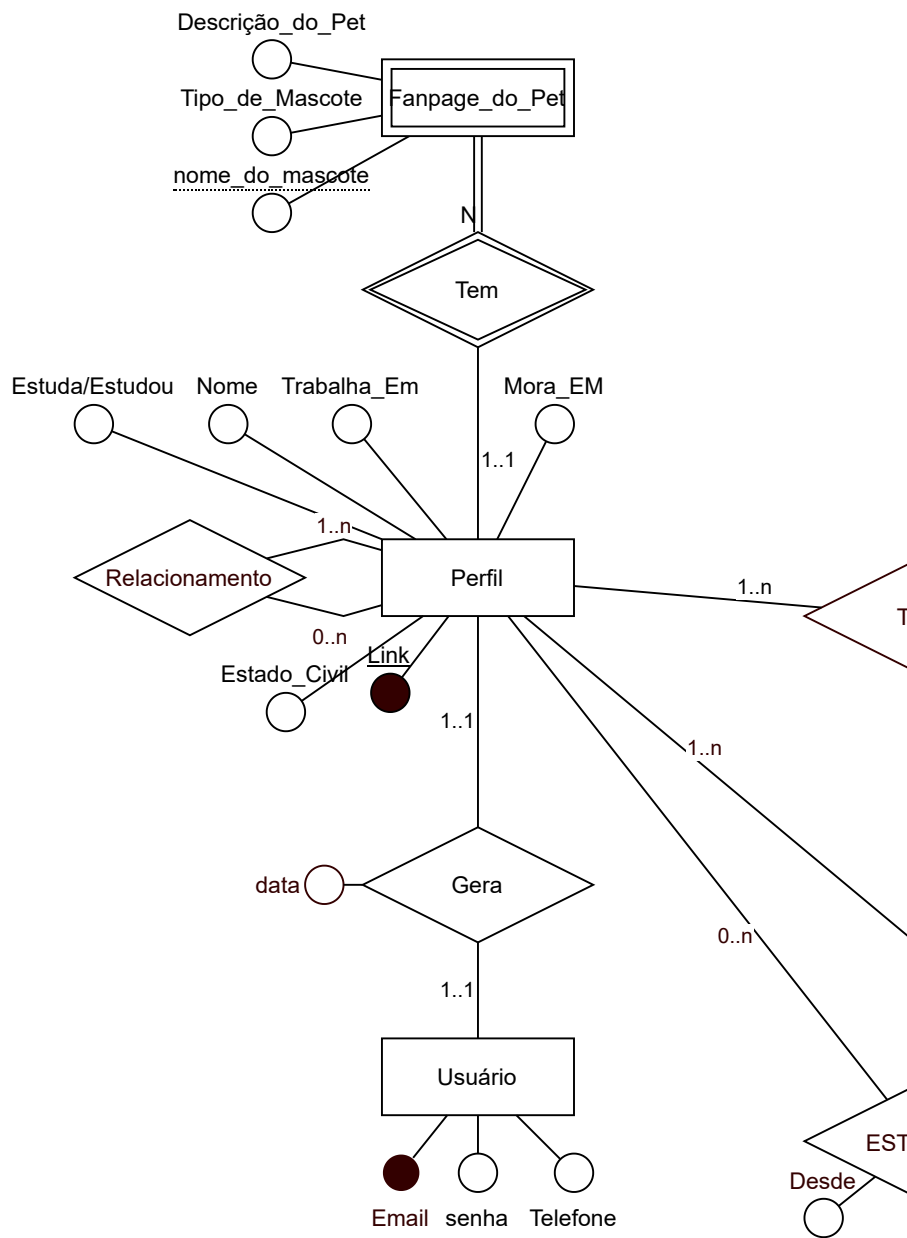 Descrição_do_Pet
Fanpage_do_Pet
Tipo_de_Mascote
nome_do_mascote
N
Tem
Estuda/Estudou
Nome
Trabalha_Em
Mora_EM
1..1
1..n
Relacionamento
Perfil
1..n
T
0..n
Link
Estado_Civil
1..1
1..n
data
Gera
0..n
1..1
Usuário
EST
Desde
Email
senha
Telefone